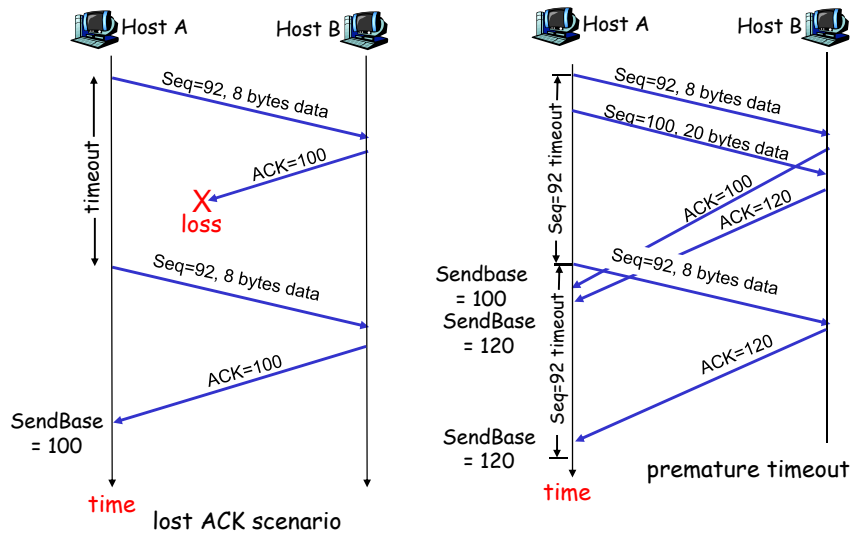 Host A
Host B
Seq=92, 8 bytes data
timeout
ACK=100
X
loss
Seq=92, 8 bytes data
ACK=100
SendBase
= 100
time
lost ACK scenario
Host A
Host B
Seq=92, 8 bytes data
Seq=100, 20 bytes data
Seq=92 timeout
ACK=100
ACK=120
Seq=92, 8 bytes data
Sendbase
= 100
SendBase
= 120
Seq=92 timeout
ACK=120
SendBase
= 120
premature timeout
time